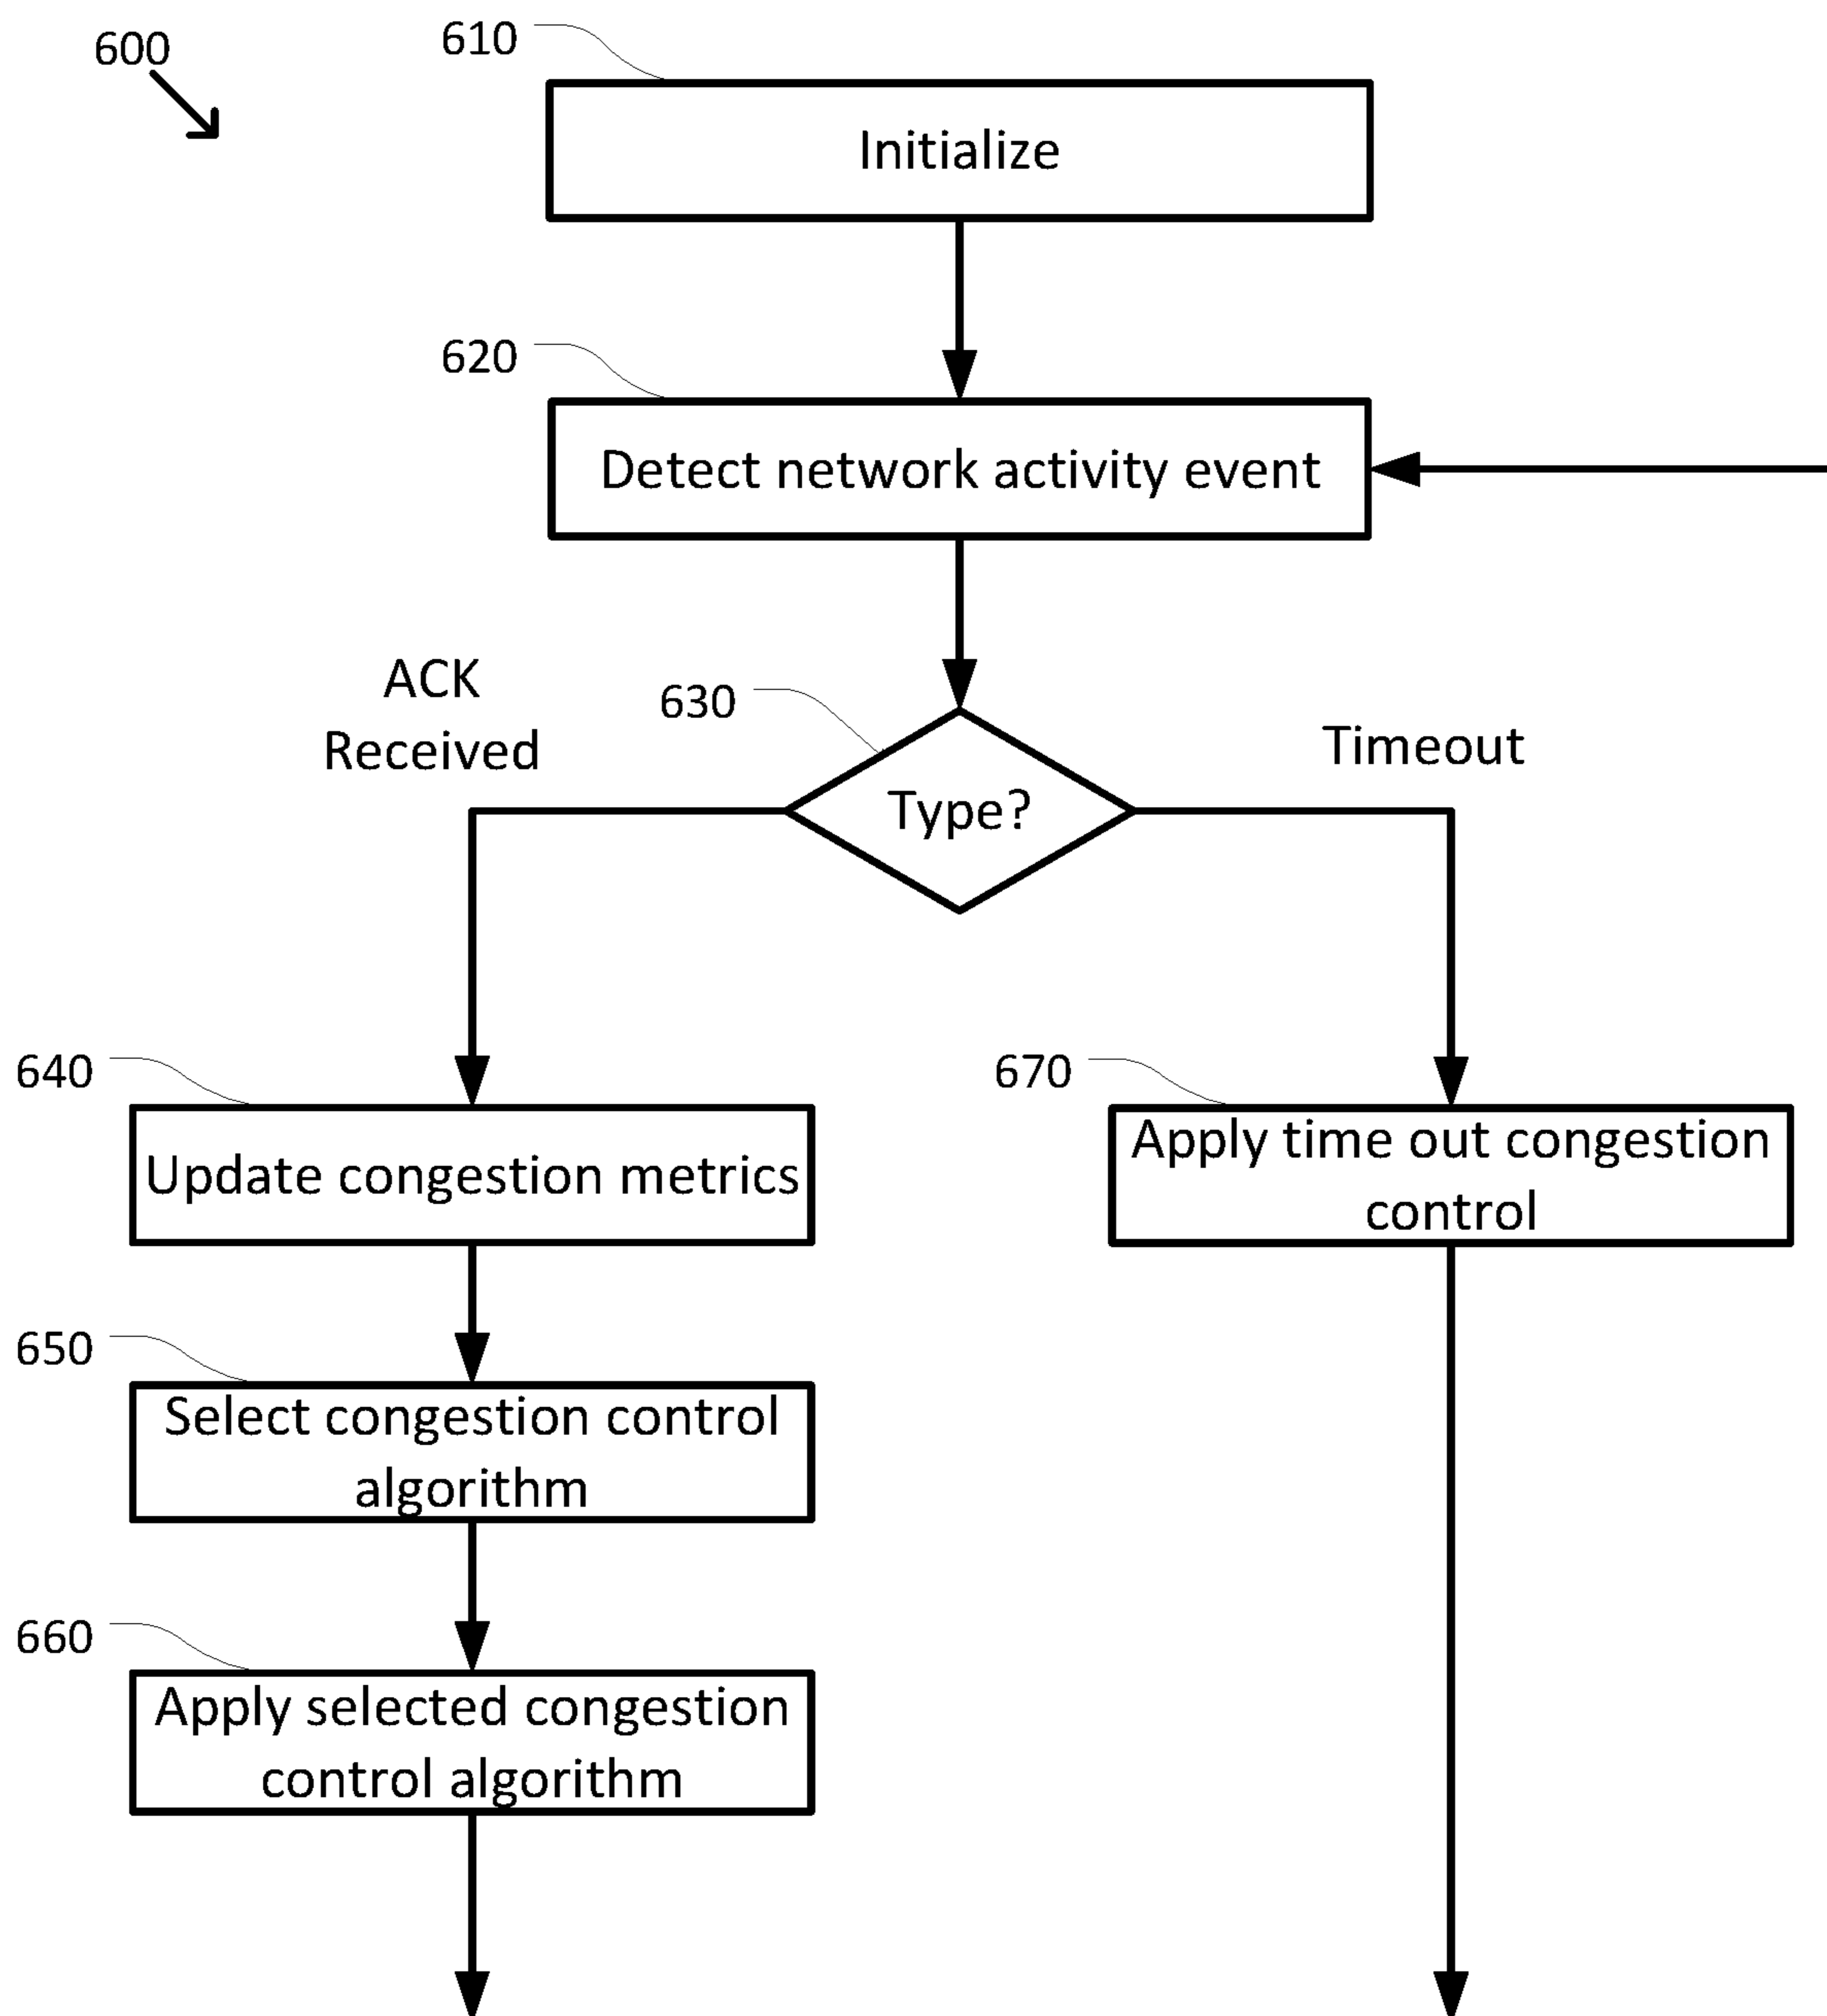 600
610
Initialize
620
Detect network activity event
ACK
Received
630
Type?
Timeout
640
Update congestion metrics
670
Apply time out congestion
control
650
Select congestion control
algorithm
660
Apply selected congestion
control algorithm